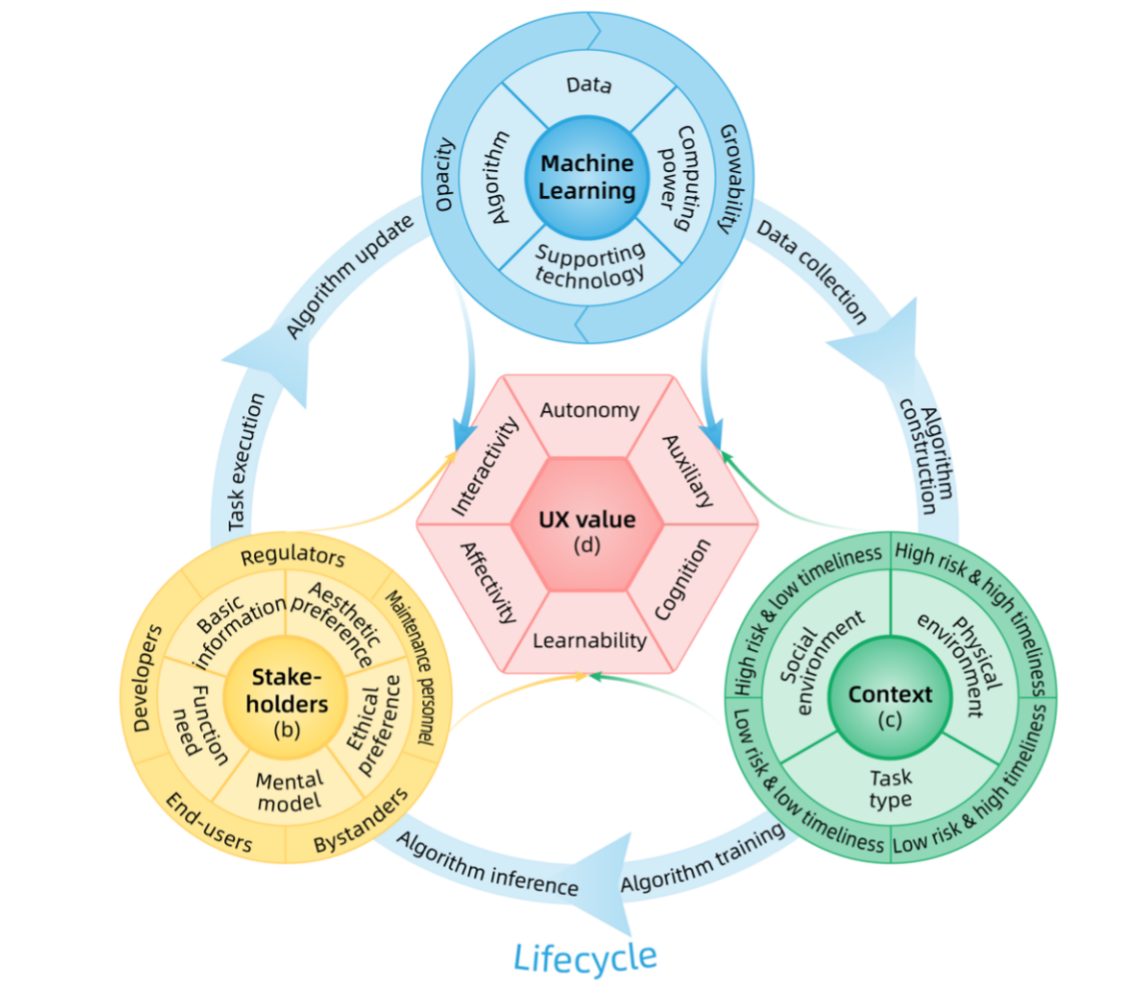 Data
Opacity
Algorithm
Machine
Learning
Computing
power
Growability
Supporting
technology
Algorithm update
Data collection
Task execution
Algorithm
construction
Autonomy
Interactivity
Auxiliary
UX value
(d)
Affectivity
Cognition
Learnability
Regulators
Developers
Maintenance personnel
End-users
Bystanders
Basic
information
Aesthetic
preference
Function
need
Ethical
preference
Mental
model
Stake-
holders
(b)
High risk & low timeliness
High risk & high timeliness
Low risk & low timeliness
Low risk & high timeliness
Social
environment
Physical
environment
Task
type
Context
(c)
Algorithm inference
Algorithm training
Lifecycle